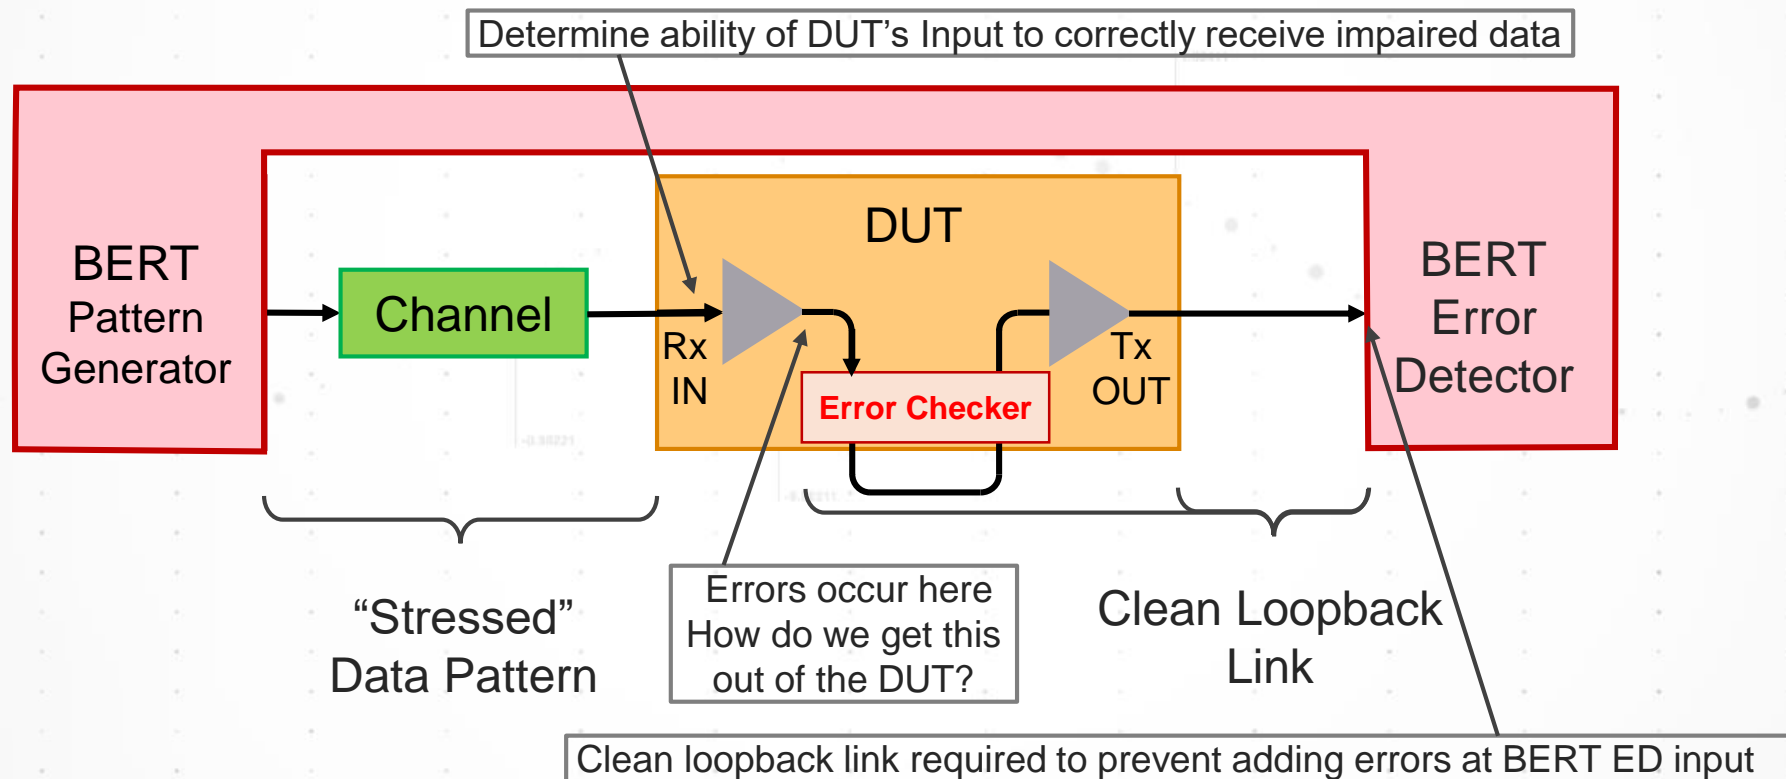 Determine ability of DUT’s Input to correctly receive impaired data
BERT
Pattern
Generator
Channel
DUT
Rx
IN
Error Checker
Tx
OUT
BERT
Error
Detector
-0.88221
“Stressed”
Data Pattern
Errors occur here
How do we get this
out of the DUT?
Clean Loopback
Link
Clean loopback link required to prevent adding errors at BERT ED input